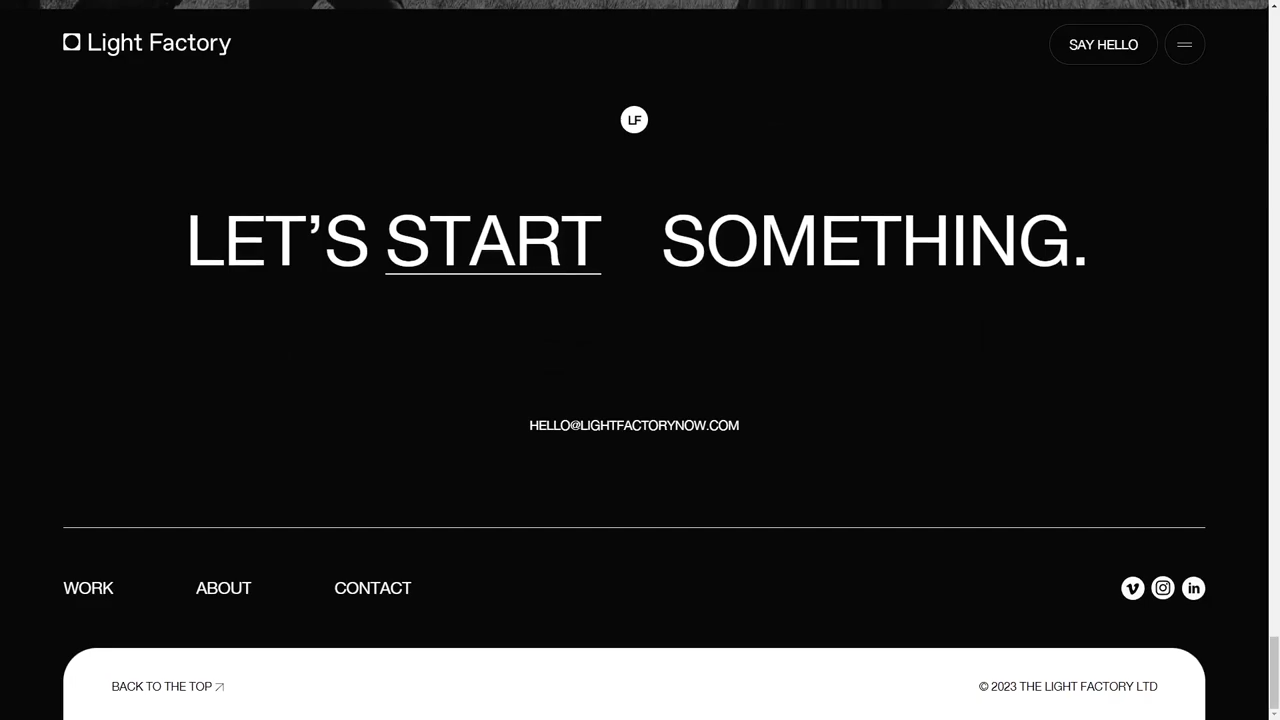 Light Factory
SAY HELLO
LF
LET’S START SOMETHING.
HELLO@LIGHTFACTORYNOW.COM
WORK ABOUT CONTACT
in
BACK TO THE TOP
© 2023 THE LIGHT FACTORY LTD